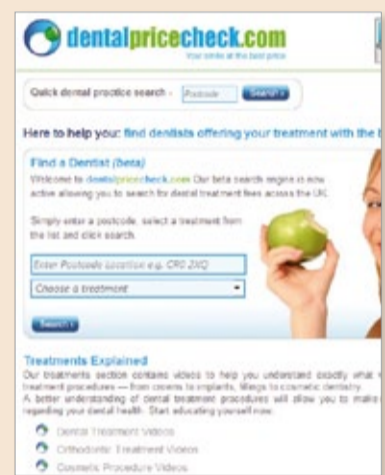 dentalpricecheck.com
Your smile at the best price
Quick dental practice search - Postcode Search
Here to help you: find dentists offering your treatment with the
Find a Dentist (beta)
Welcome to dentalpricecheck.com Our beta search engine is now
active allowing you to search for dental treatment fees across the UK.
Simply enter a postcode, select a treatment from
the list and click search.
Enter Postcode Location e.g. CR0 2XQ
Choose a treatment
Search
Treatments Explained
Our treatments section contains videos to help you understand exactly what
treatment procedures — from crowns to implants, fillings to cosmetic dentistry.
A better understanding of dental treatment procedures will allow you to make
regarding your dental health. Start educating yourself now:
Dental Treatment Videos
Orthodontic Treatment Videos
Cosmetic Procedure Videos